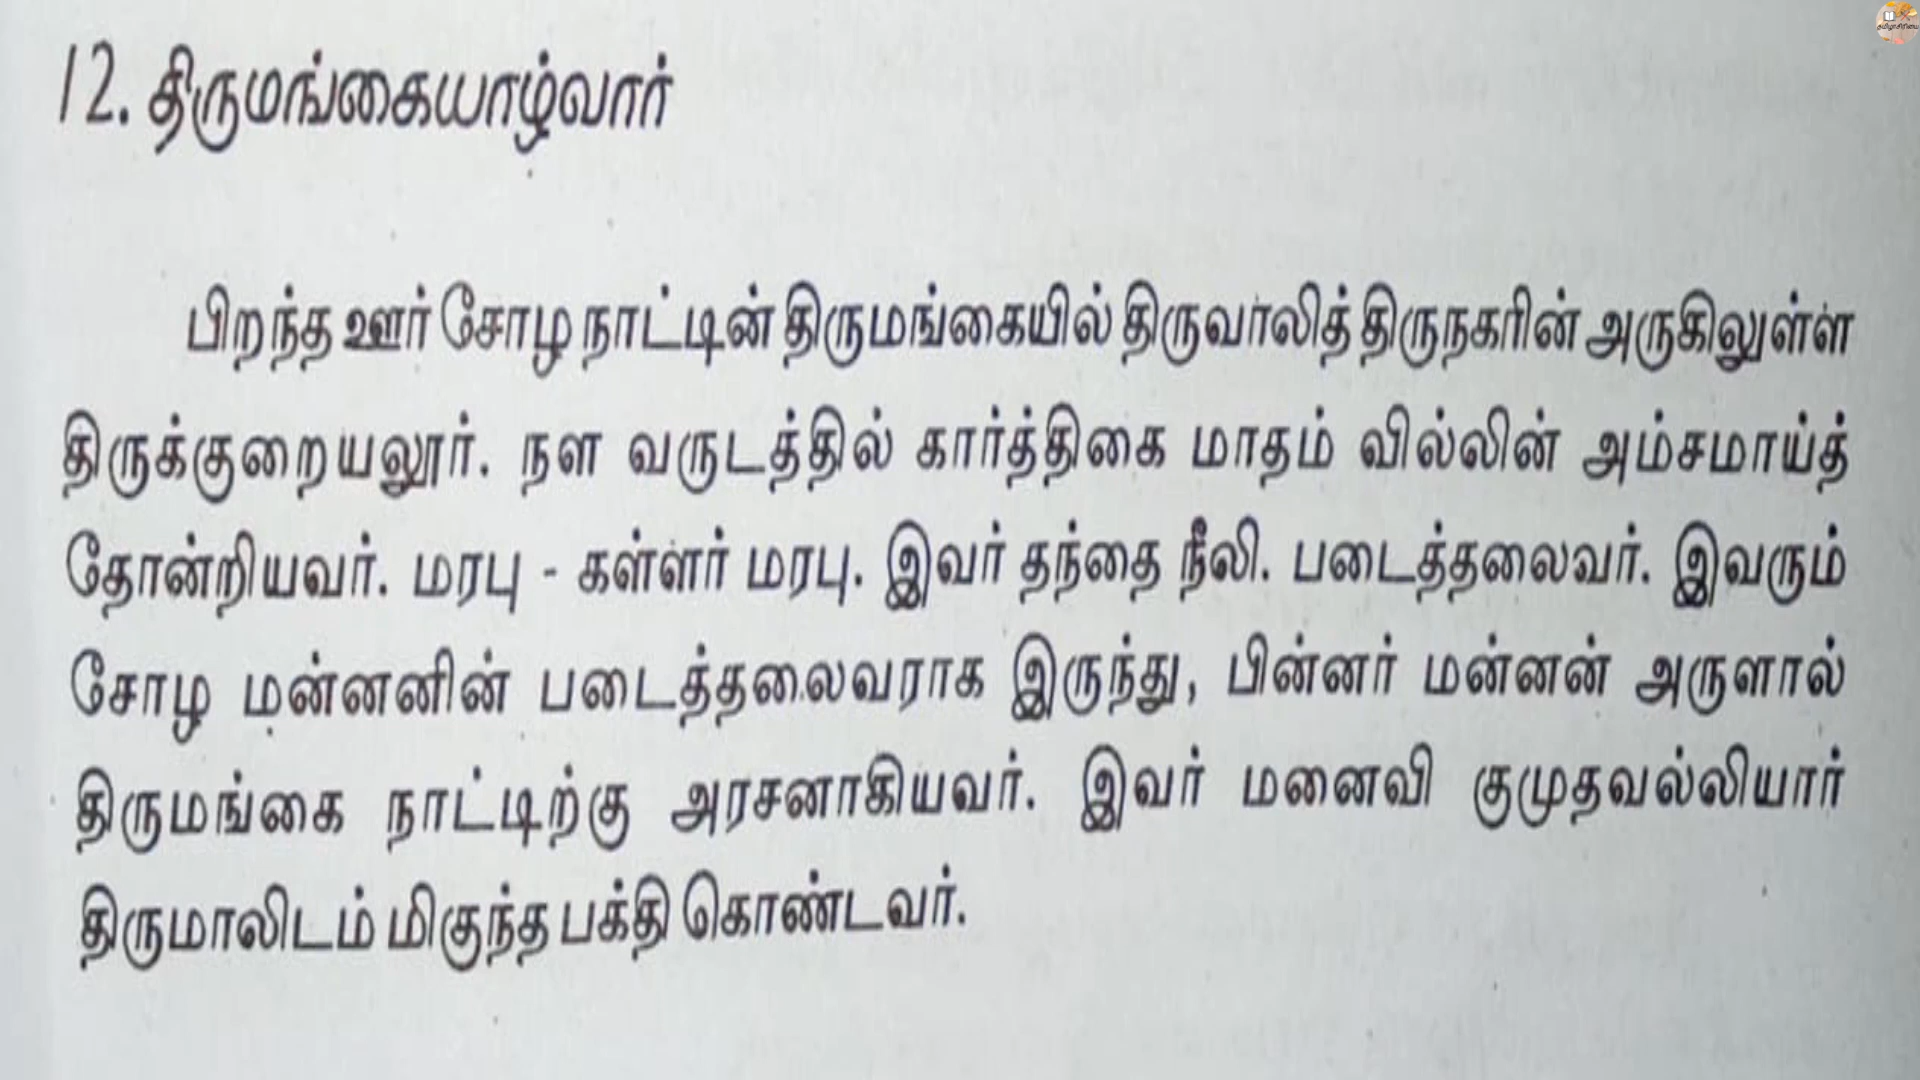 12. திருமங்கையாழ்வார்
பிறந்த ஊர் சோழ நாட்டின் திருமங்கையில் திருவாலித் திருநகரின் அருகிலுள்ள
திருக்குறையலூர். நள வருடத்தில் கார்த்திகை மாதம் வில்லின் அம்சமாய்த்
தோன்றியவர். மரபு - கள்ளர் மரபு. இவர் தந்தை நீலி. படைத்தலைவர். இவரும்
சோழ மன்னனின் படைத்தலைவராக இருந்து, பின்னர் மன்னன் அருளால்
திருமங்கை நாட்டிற்கு அரசனாகியவர். இவர் மனைவி குமுதவல்லியார்
திருமாலிடம் மிகுந்த பக்தி கொண்டவர்.